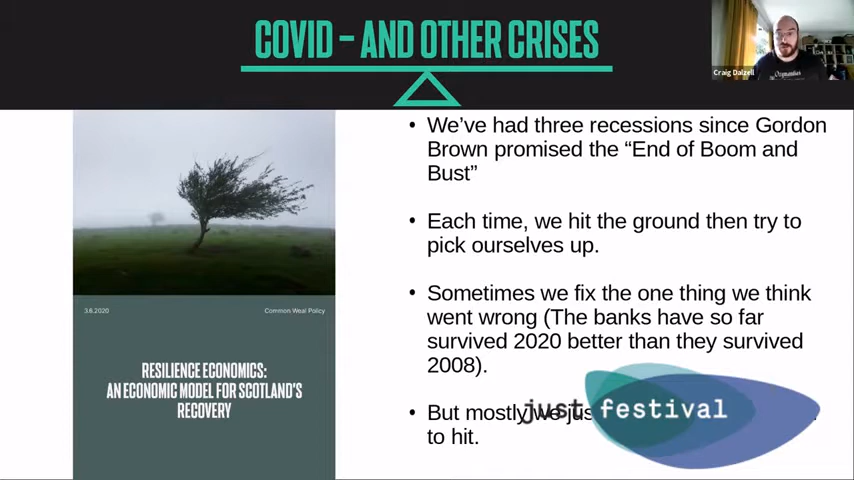 COVID – AND OTHER CRISES
Craig Dalzell
• We’ve had three recessions since Gordon
Brown promised the “End of Boom and
Bust”
• Each time, we hit the ground then try to
pick ourselves up.
• Sometimes we fix the one thing we think
went wrong (The banks have so far
survived 2020 better than they survived
2008).
• But mostly we jus
to hit.
just festival
3.6.2020
Common Weal Policy
RESILIENCE ECONOMICS:
AN ECONOMIC MODEL FOR SCOTLAND'S
RECOVERY